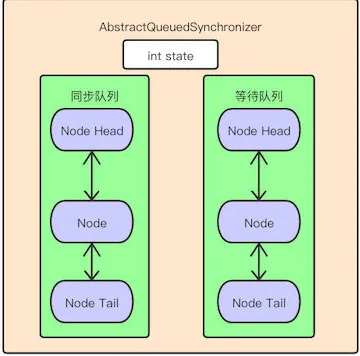 AbstractQueuedSynchronizer
int state
同步队列
Node Head
Node
Node Tail
等待队列
Node Head
Node
Node Tail